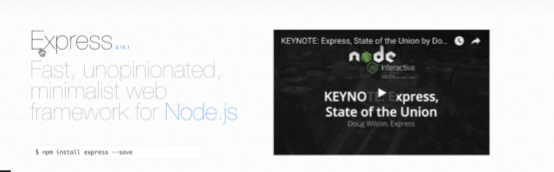 Express 4.16.1
Fast, unopinionated,
minimalist web
framework for Node.js
$ npm install express --save
KEYNOTE: Express, State of the Union by Do...
node
Interactive
KEYNOTE: Express,
State of the Union
Doug Wilson, Express